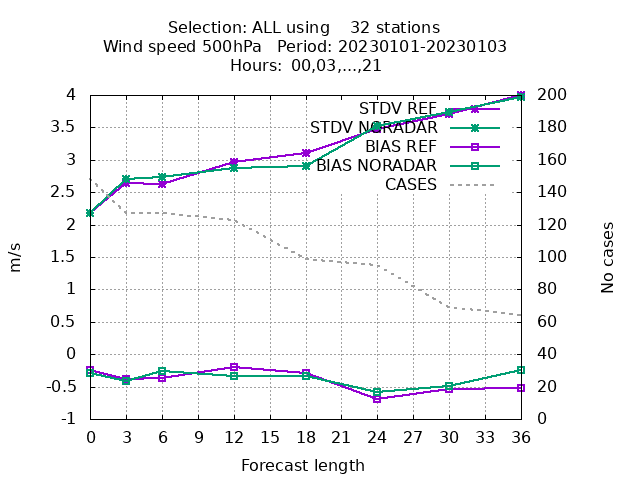 Selection: ALL using    32 stations
Wind speed 500hPa   Period: 20230101-20230103
Hours:  00,03,...,21
4
3.5
3
2.5
2
1.5
1
0.5
0
-0.5
-1
200
180
160
140
120
100
80
60
40
20
0
STDV REF
STDV NORADAR
BIAS REF
BIAS NORADAR
CASES
m/s
No cases
0 3 6 9 12 15 18 21 24 27 30 33 36
Forecast length